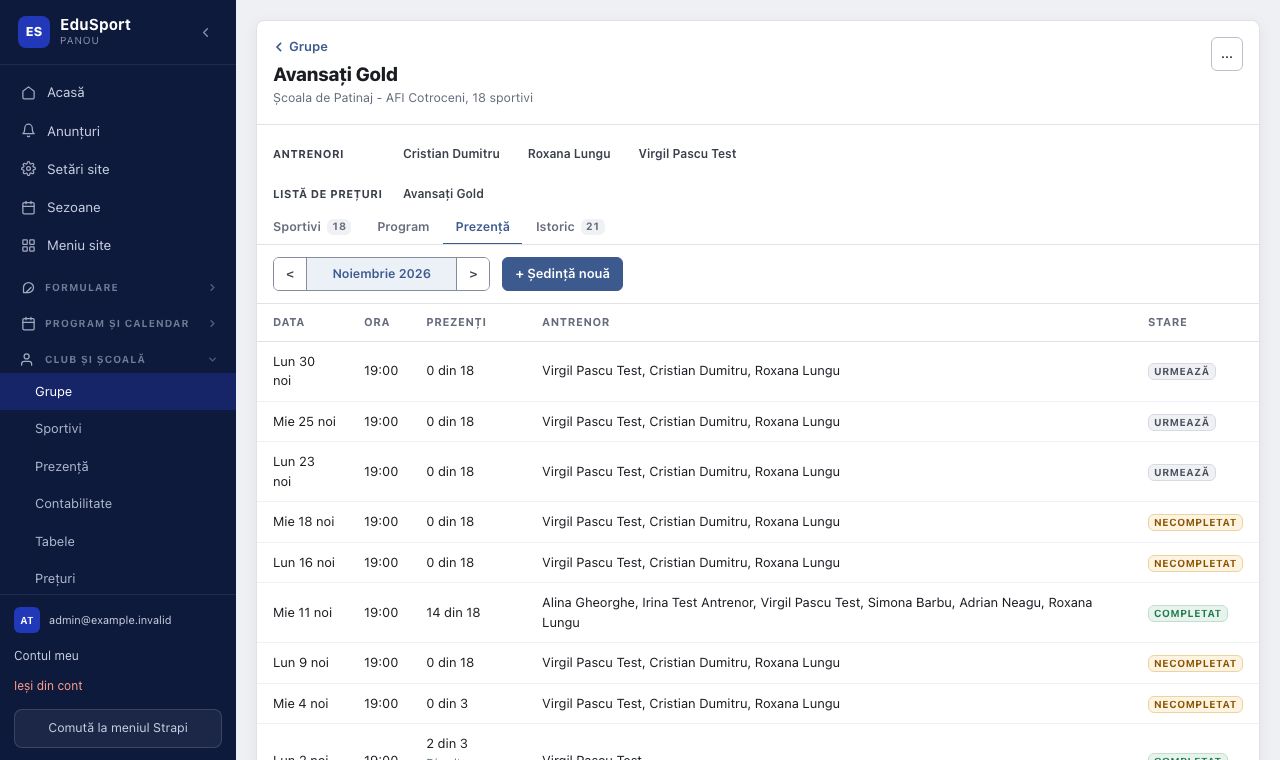 ES
EduSport
PANOU
Acasă
Anunțuri
Setări site
Sezoane
Meniu site
FORMULARE
PROGRAM ȘI CALENDAR
CLUB ȘI ȘCOALĂ
Grupe
Sportivi
Prezență
Contabilitate
Tabele
Prețuri
AT admin@example.invalid
Contul meu
Ieși din cont
Comută la meniul Strapi
Grupe
...
Avansați Gold
Școala de Patinaj - AFI Cotroceni, 18 sportivi
ANTRENORI Cristian Dumitru Roxana Lungu Virgil Pascu Test
LISTĂ DE PREȚURI Avansați Gold
Sportivi 18 Program Prezență Istoric 21
< Noiembrie 2026 > + Ședință nouă
DATA ORA PREZENȚI ANTRENOR STARE
Lun 30 noi 19:00 0 din 18 Virgil Pascu Test, Cristian Dumitru, Roxana Lungu URMEAZĂ
Mie 25 noi 19:00 0 din 18 Virgil Pascu Test, Cristian Dumitru, Roxana Lungu URMEAZĂ
Lun 23 noi 19:00 0 din 18 Virgil Pascu Test, Cristian Dumitru, Roxana Lungu URMEAZĂ
Mie 18 noi 19:00 0 din 18 Virgil Pascu Test, Cristian Dumitru, Roxana Lungu NECOMPLETAT
Lun 16 noi 19:00 0 din 18 Virgil Pascu Test, Cristian Dumitru, Roxana Lungu NECOMPLETAT
Mie 11 noi 19:00 14 din 18 Alina Gheorghe, Irina Test Antrenor, Virgil Pascu Test, Simona Barbu, Adrian Neagu, Roxana Lungu COMPLETAT
Lun 9 noi 19:00 0 din 18 Virgil Pascu Test, Cristian Dumitru, Roxana Lungu NECOMPLETAT
Mie 4 noi 19:00 0 din 3 Virgil Pascu Test, Cristian Dumitru, Roxana Lungu NECOMPLETAT
Lun 2 noi 19:00 2 din 3 Virgil Pascu Test COMPLETAT